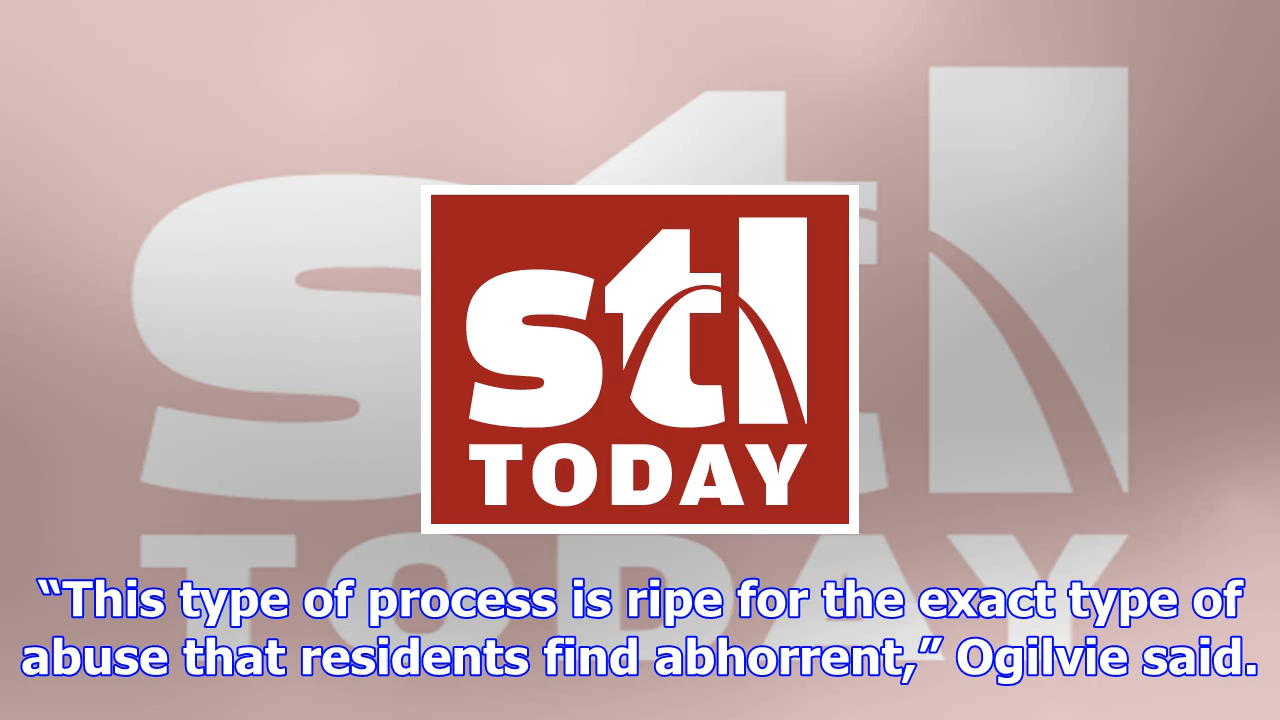 stl
TODAY
“This type of process is ripe for the exact type of
abuse that residents find abhorrent,” Ogilvie said.